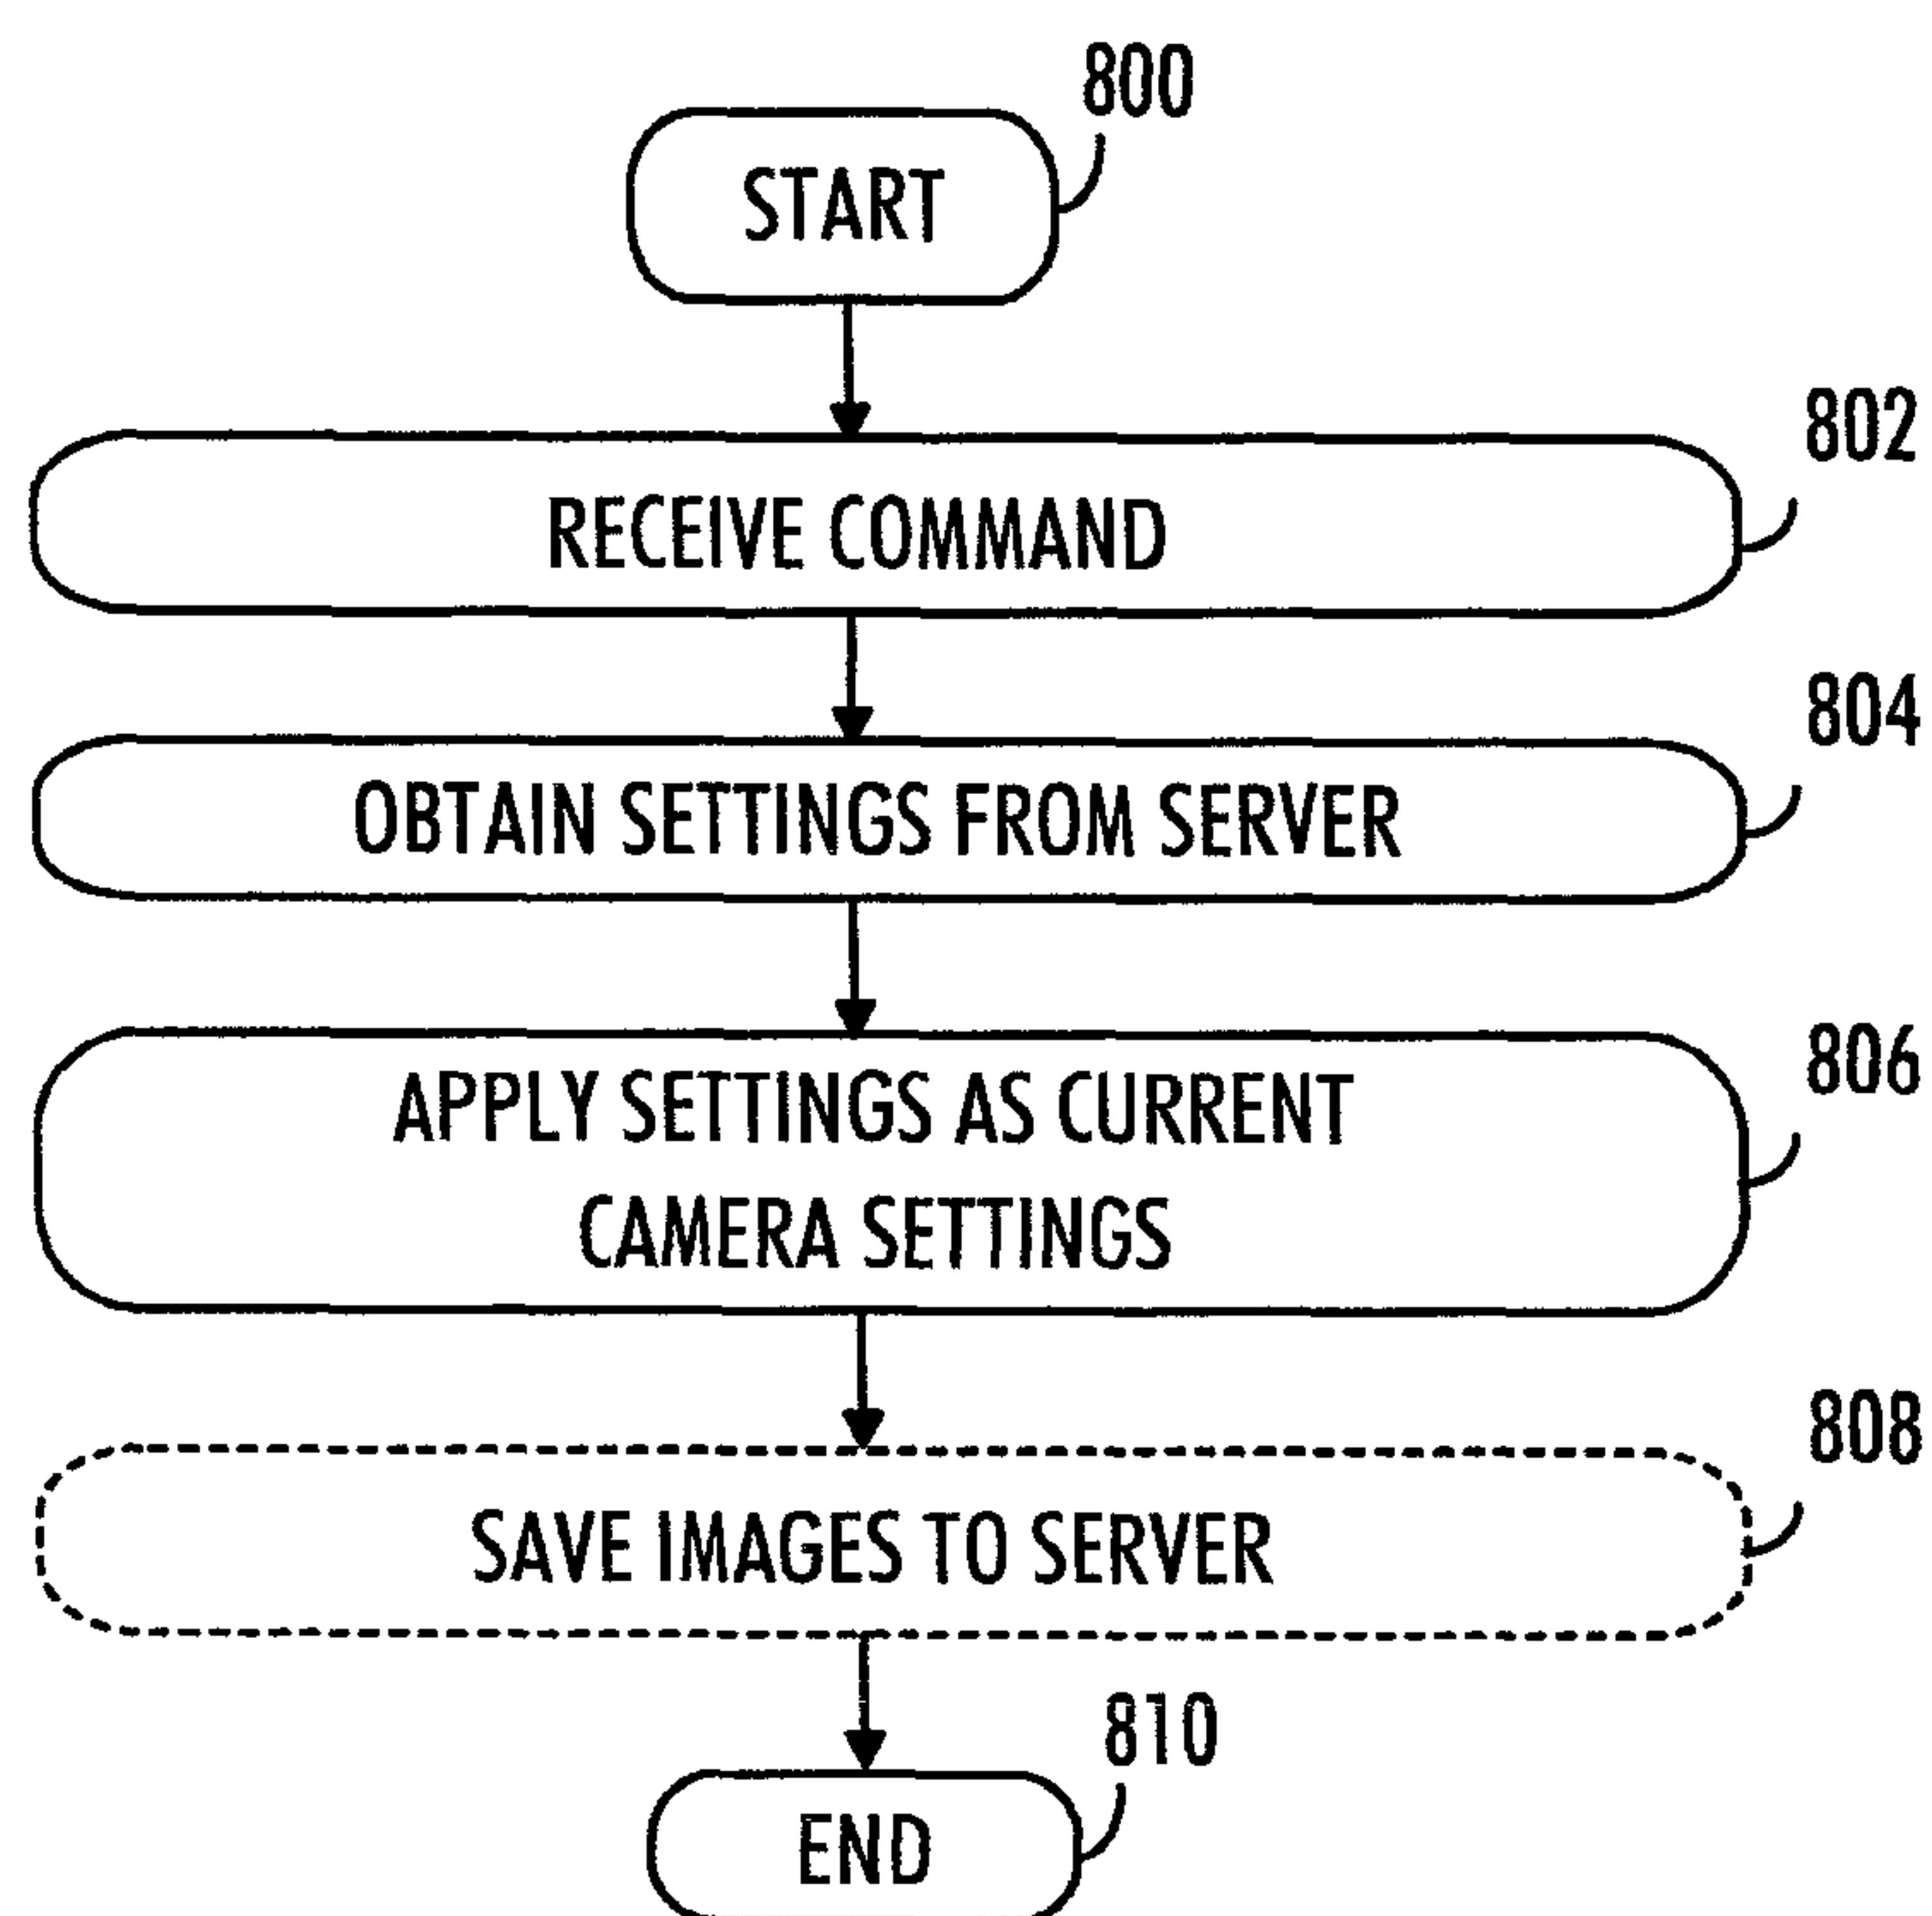 800
START
802
RECEIVE COMMAND
804
OBTAIN SETTINGS FROM SERVER
806
APPLY SETTINGS AS CURRENT
CAMERA SETTINGS
808
SAVE IMAGES TO SERVER
810
END